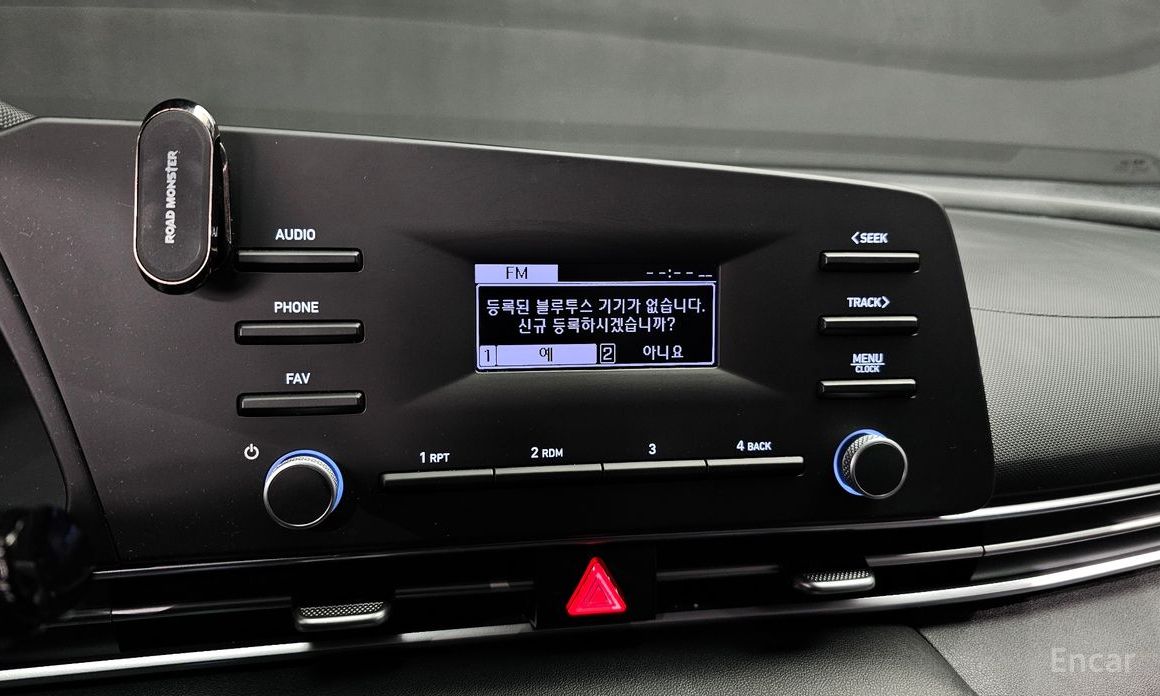 ROAD MONSTER
AUDIO
PHONE
FAV
FM
--:-- __
등록된 블루투스 기기가 없습니다.
신규 등록하시겠습니까?
1 예 2 아니요
<SEEK
TRACK>
MENU
CLOCK
1 RPT
2 RDM
3
4 BACK
Encar